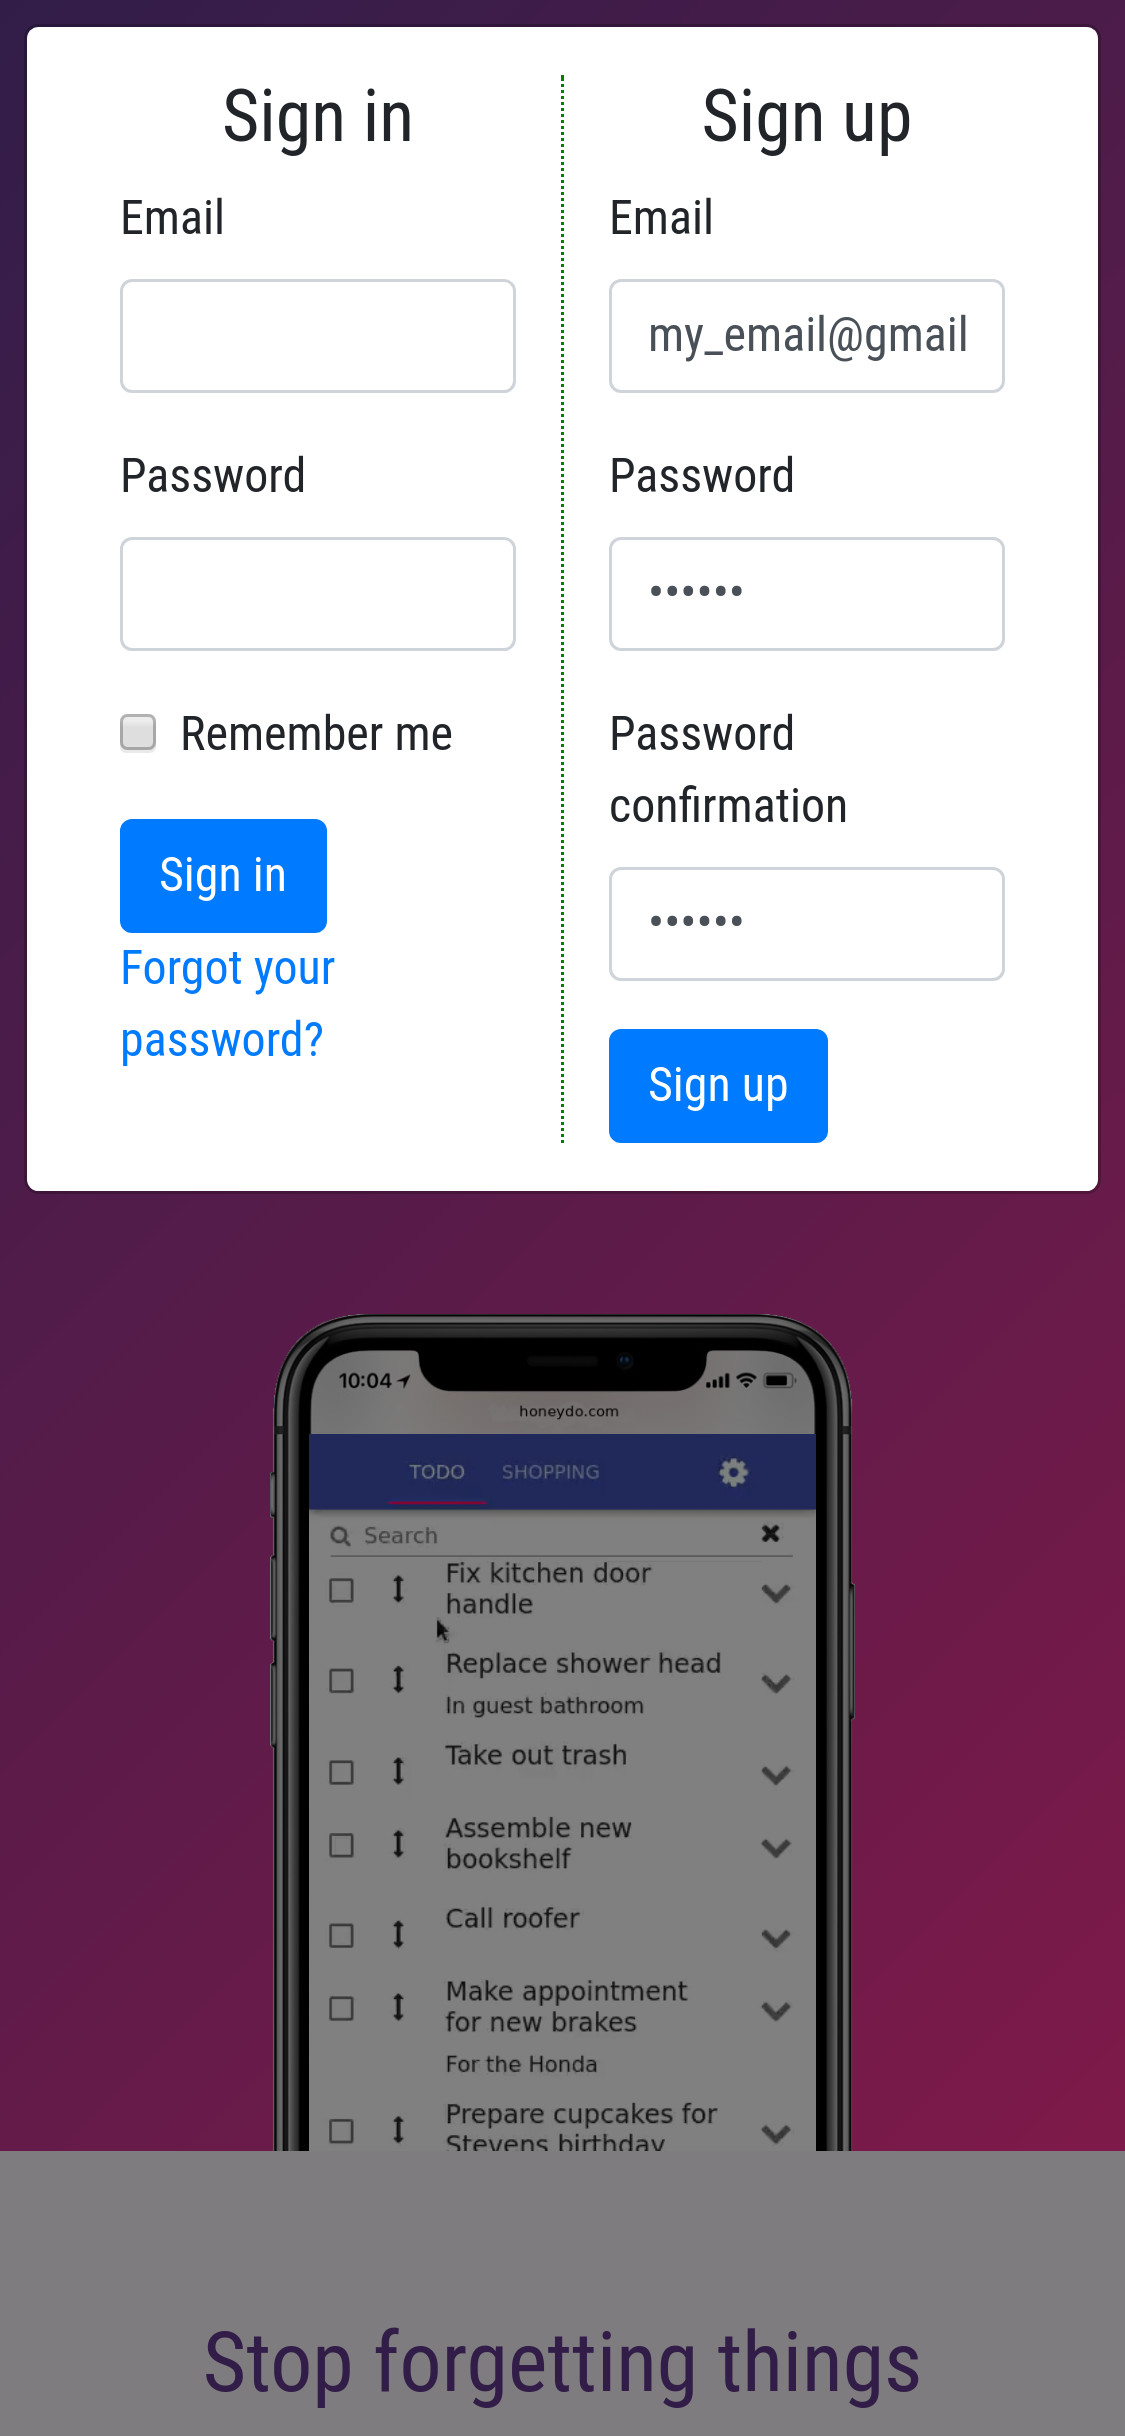 Sign in
Email
Password
Remember me
Sign in
Forgot your
password?
Sign up
Email
my_email@gmail
Password
••••••
Password
confirmation
••••••
Sign up
10:04
honeydo.com
TODO SHOPPING
Search
Fix kitchen door
handle
Replace shower head
In guest bathroom
Take out trash
Assemble new
bookshelf
Call roofer
Make appointment
for new brakes
For the Honda
Prepare cupcakes for
Stevens birthday
Stop forgetting things